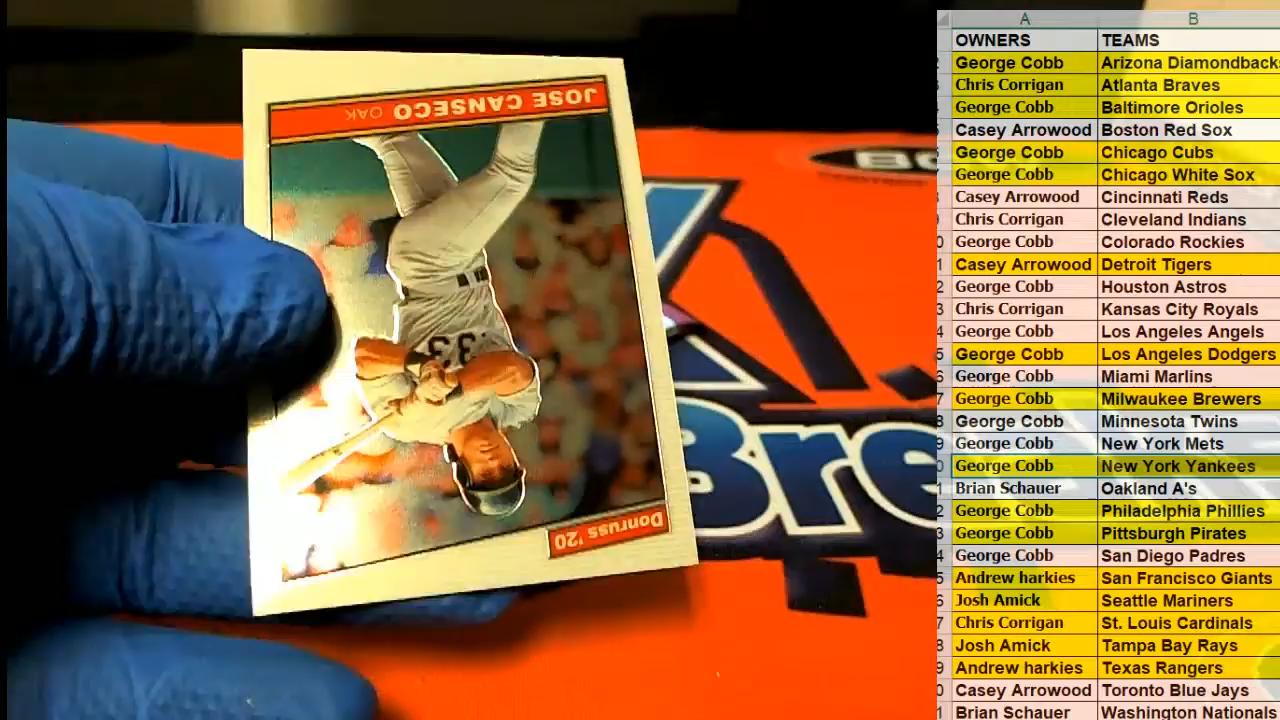 JOSE CANSECO OAK
33
Donruss '20
BO
Bre
A B
OWNERS TEAMS
George Cobb Arizona Diamondbacks
Chris Corrigan Atlanta Braves
George Cobb Baltimore Orioles
Casey Arrowood Boston Red Sox
George Cobb Chicago Cubs
George Cobb Chicago White Sox
Casey Arrowood Cincinnati Reds
Chris Corrigan Cleveland Indians
George Cobb Colorado Rockies
Casey Arrowood Detroit Tigers
George Cobb Houston Astros
Chris Corrigan Kansas City Royals
George Cobb Los Angeles Angels
George Cobb Los Angeles Dodgers
George Cobb Miami Marlins
George Cobb Milwaukee Brewers
George Cobb Minnesota Twins
George Cobb New York Mets
George Cobb New York Yankees
Brian Schauer Oakland A's
George Cobb Philadelphia Phillies
George Cobb Pittsburgh Pirates
George Cobb San Diego Padres
Andrew harkies San Francisco Giants
Josh Amick Seattle Mariners
Chris Corrigan St. Louis Cardinals
Josh Amick Tampa Bay Rays
Andrew harkies Texas Rangers
Casey Arrowood Toronto Blue Jays
Brian Schauer Washington Nationals